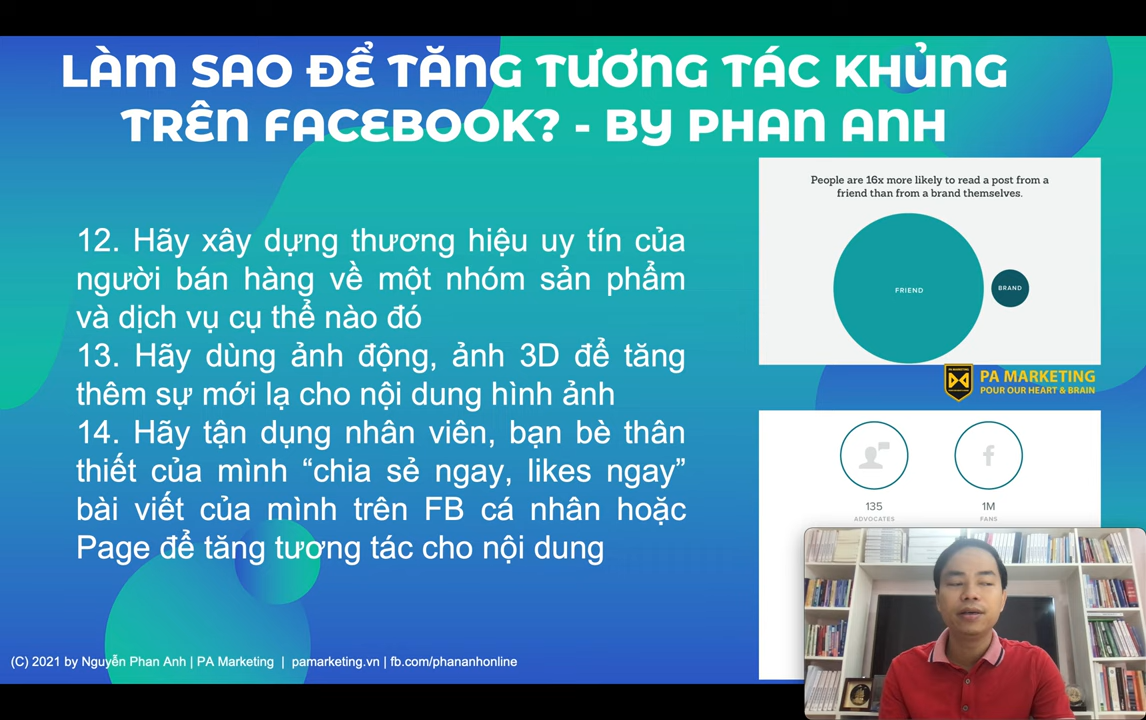 LÀM SAO ĐỂ TĂNG TƯƠNG TÁC KHỦNG
TRÊN FACEBOOK? - BY PHAN ANH
12. Hãy xây dựng thương hiệu uy tín của
người bán hàng về một nhóm sản phẩm
và dịch vụ cụ thể nào đó
13. Hãy dùng ảnh động, ảnh 3D để tăng
thêm sự mới lạ cho nội dung hình ảnh
14. Hãy tận dụng nhân viên, bạn bè thân
thiết của mình “chia sẻ ngay, likes ngay”
bài viết của mình trên FB cá nhân hoặc
Page để tăng tương tác cho nội dung
People are 16x more likely to read a post from a
friend than from a brand themselves.
FRIEND
BRAND
PA MARKETING
POUR OUR HEART & BRAIN
135
ADVOCATES
1M
FANS
(C) 2021 by Nguyễn Phan Anh | PA Marketing | pamarketing.vn | fb.com/phananhonline